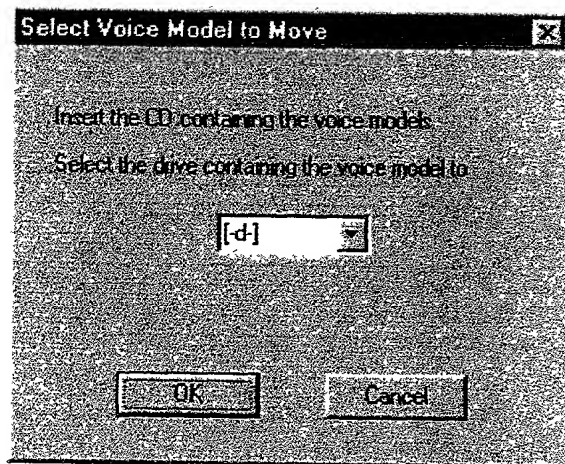 Select Voice Model to Move
Insert the CD containing the voice models
Select the drive containing the voice model to
[-d-]
OK
Cancel